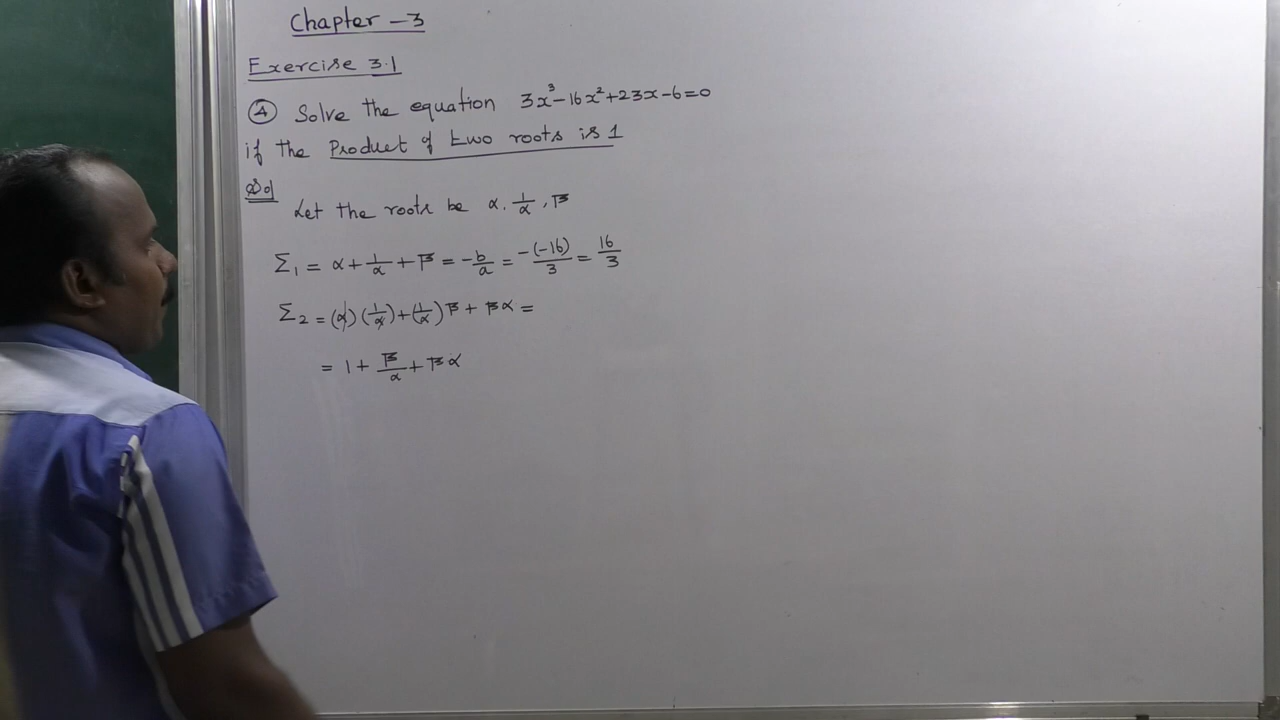 Chapter - 3
Exercise 3.1
④ Solve the equation 3x³-16x²+23x-6=0
if the Product of two roots is 1
Sol
Let the roots be α, 1/α, β
Σ₁ = α + 1/α + β = -b/a = -(-16)/3 = 16/3
Σ₂ = (α)(1/α)+(1/α)β + βα =
= 1 + β/α + βα